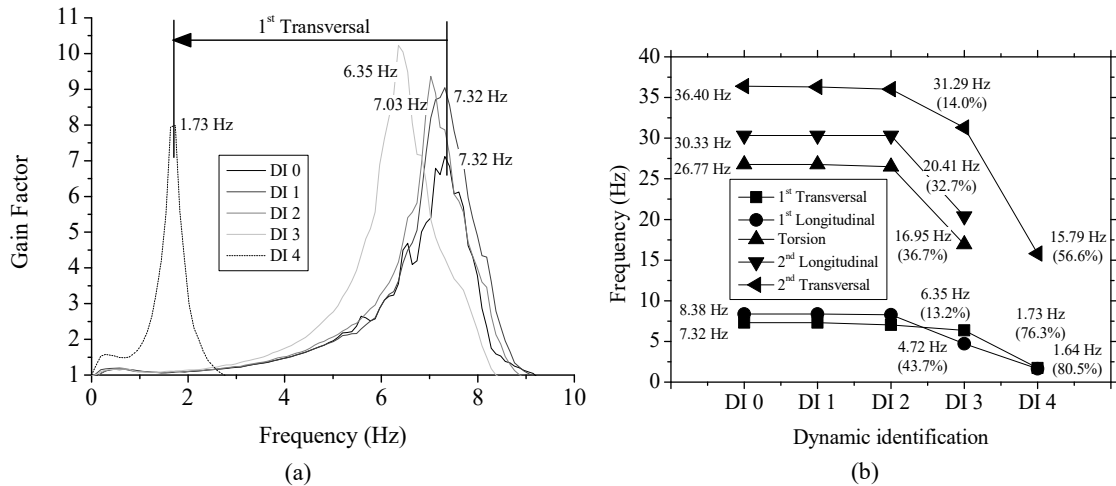 11
10
9
8
7
6
5
4
3
2
1
Gain Factor
1st Transversal
6.35 Hz
7.03 Hz
7.32 Hz
1.73 Hz
7.32 Hz
DI 0
DI 1
DI 2
DI 3
DI 4
0
2
4
6
8
10
Frequency (Hz)
(a)
40
35
30
25
20
15
10
5
0
Frequency (Hz)
36.40 Hz
30.33 Hz
26.77 Hz
8.38 Hz
7.32 Hz
31.29 Hz
(14.0%)
20.41 Hz
(32.7%)
16.95 Hz
(36.7%)
15.79 Hz
(56.6%)
6.35 Hz
(13.2%)
1.73 Hz
(76.3%)
4.72 Hz
(43.7%)
1.64 Hz
(80.5%)
1st Transversal
1st Longitudinal
Torsion
2nd Longitudinal
2nd Transversal
DI 0
DI 1
DI 2
DI 3
DI 4
Dynamic identification
(b)